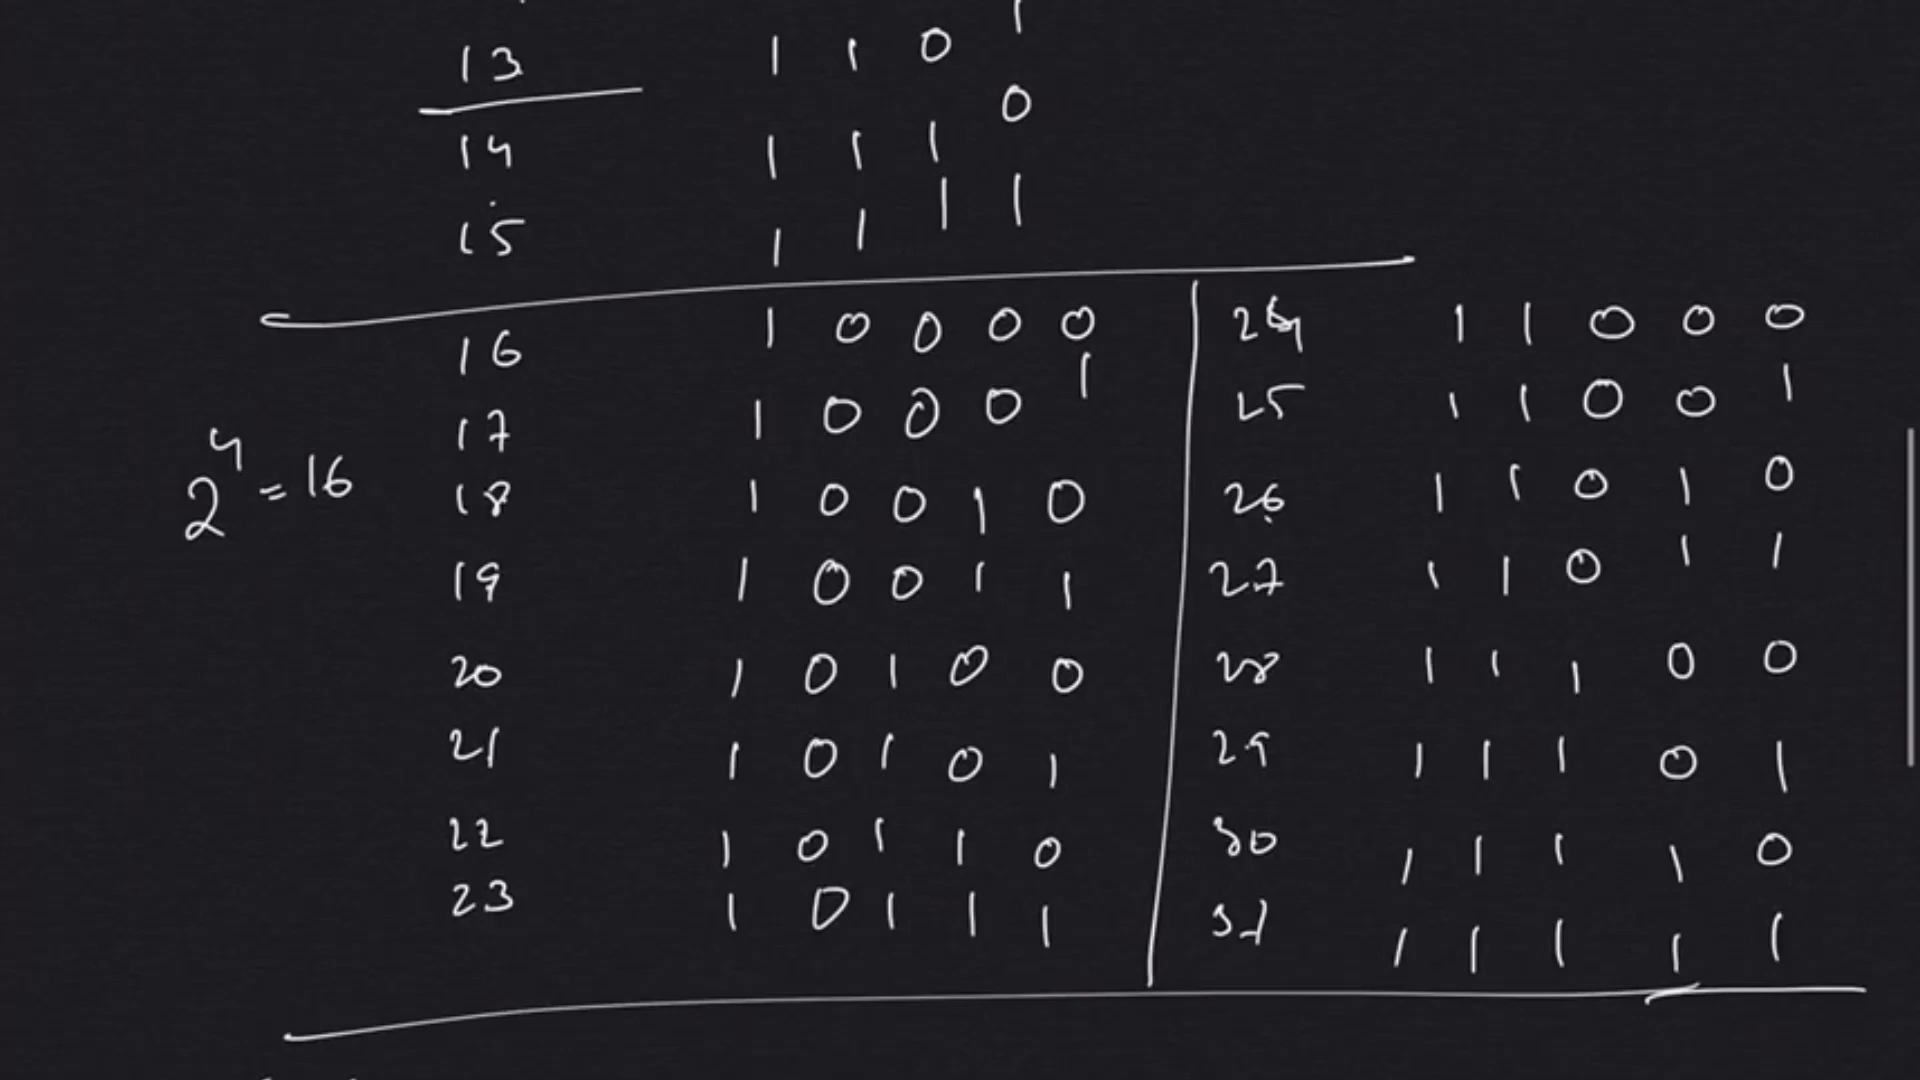 13 1 1 0 1
14 1 1 1 0
15 1 1 1 1
16 1 0 0 0 0
17 1 0 0 0 1
2^4 = 16
18 1 0 0 1 0
19 1 0 0 1 1
20 1 0 1 0 0
21 1 0 1 0 1
22 1 0 1 1 0
23 1 0 1 1 1
24 1 1 0 0 0
25 1 1 0 0 1
26 1 1 0 1 0
27 1 1 0 1 1
28 1 1 1 0 0
29 1 1 1 0 1
30 1 1 1 1 0
31 1 1 1 1 1